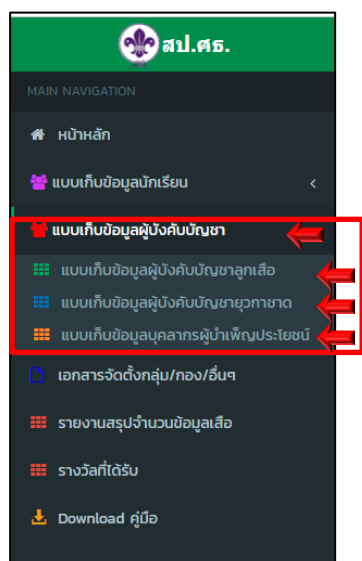 สป.ศธ.
MAIN NAVIGATION
หน้าหลัก
แบบเก็บข้อมูลนักเรียน
แบบเก็บข้อมูลผู้บังคับบัญชา
แบบเก็บข้อมูลผู้บังคับบัญชาลูกเสือ
แบบเก็บข้อมูลผู้บังคับบัญชายุวกาชาด
แบบเก็บข้อมูลบุคลากรผู้บำเพ็ญประโยชน์
เอกสารจัดตั้งกลุ่ม/กอง/อื่นๆ
รายงานสรุปจำนวนข้อมูลเสือ
รางวัลที่ได้รับ
Download คู่มือ